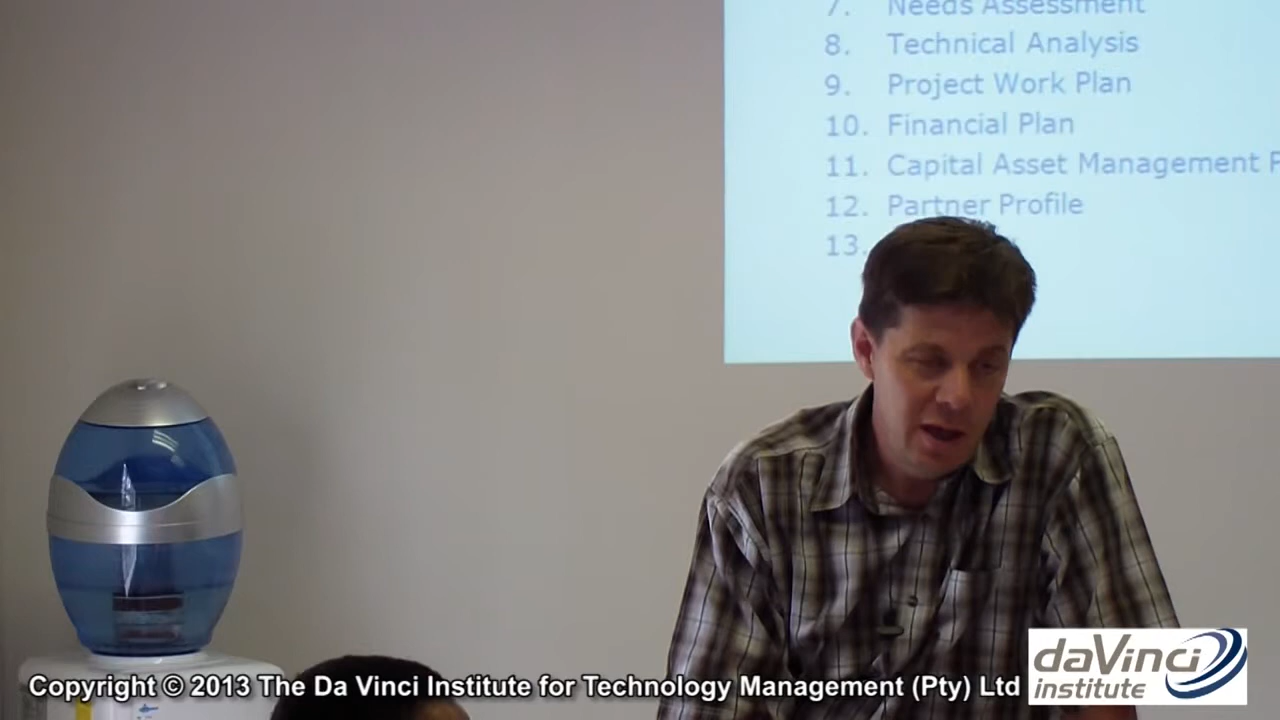 7. Needs Assessment
8. Technical Analysis
9. Project Work Plan
10. Financial Plan
11. Capital Asset Management
12. Partner Profile
13.
Copyright © 2013 The Da Vinci Institute for Technology Management (Pty) Ltd
daVinci
institute